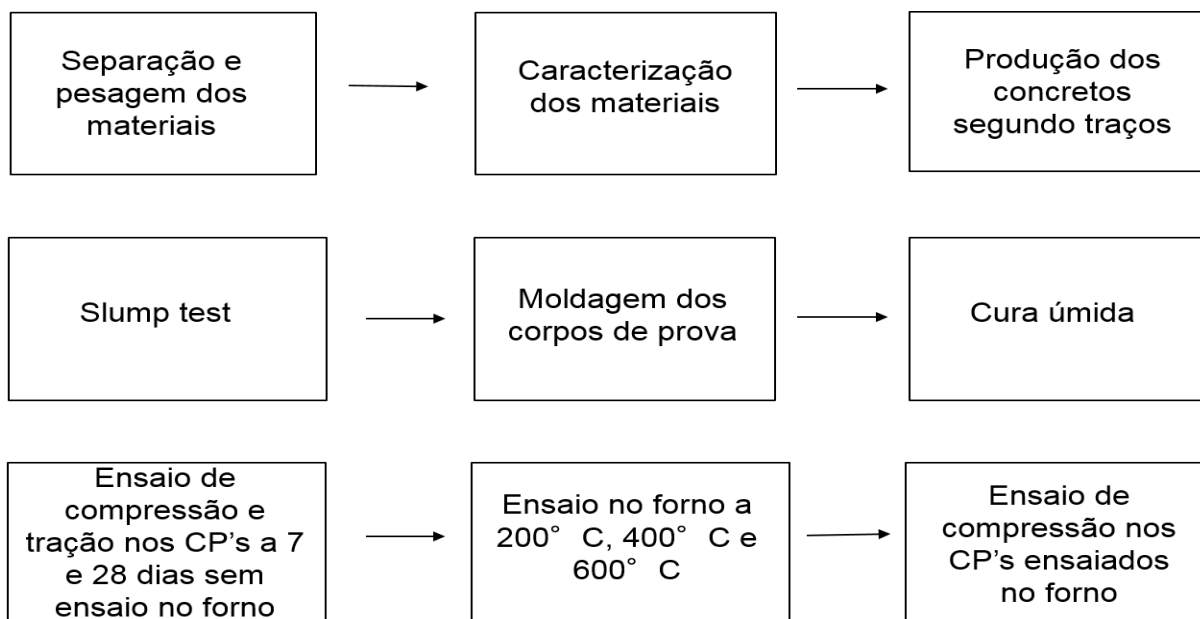 Separação e
pesagem dos
materiais
Caracterização
dos materiais
Produção dos
concretos
segundo traços
Slump test
Moldagem dos
corpos de prova
Cura úmida
Ensaio de
compressão e
tração nos CP's a 7
e 28 dias sem
ensaio no forno
Ensaio no forno a
200° C, 400° C e
600° C
Ensaio de
compressão nos
CP's ensaiados
no forno